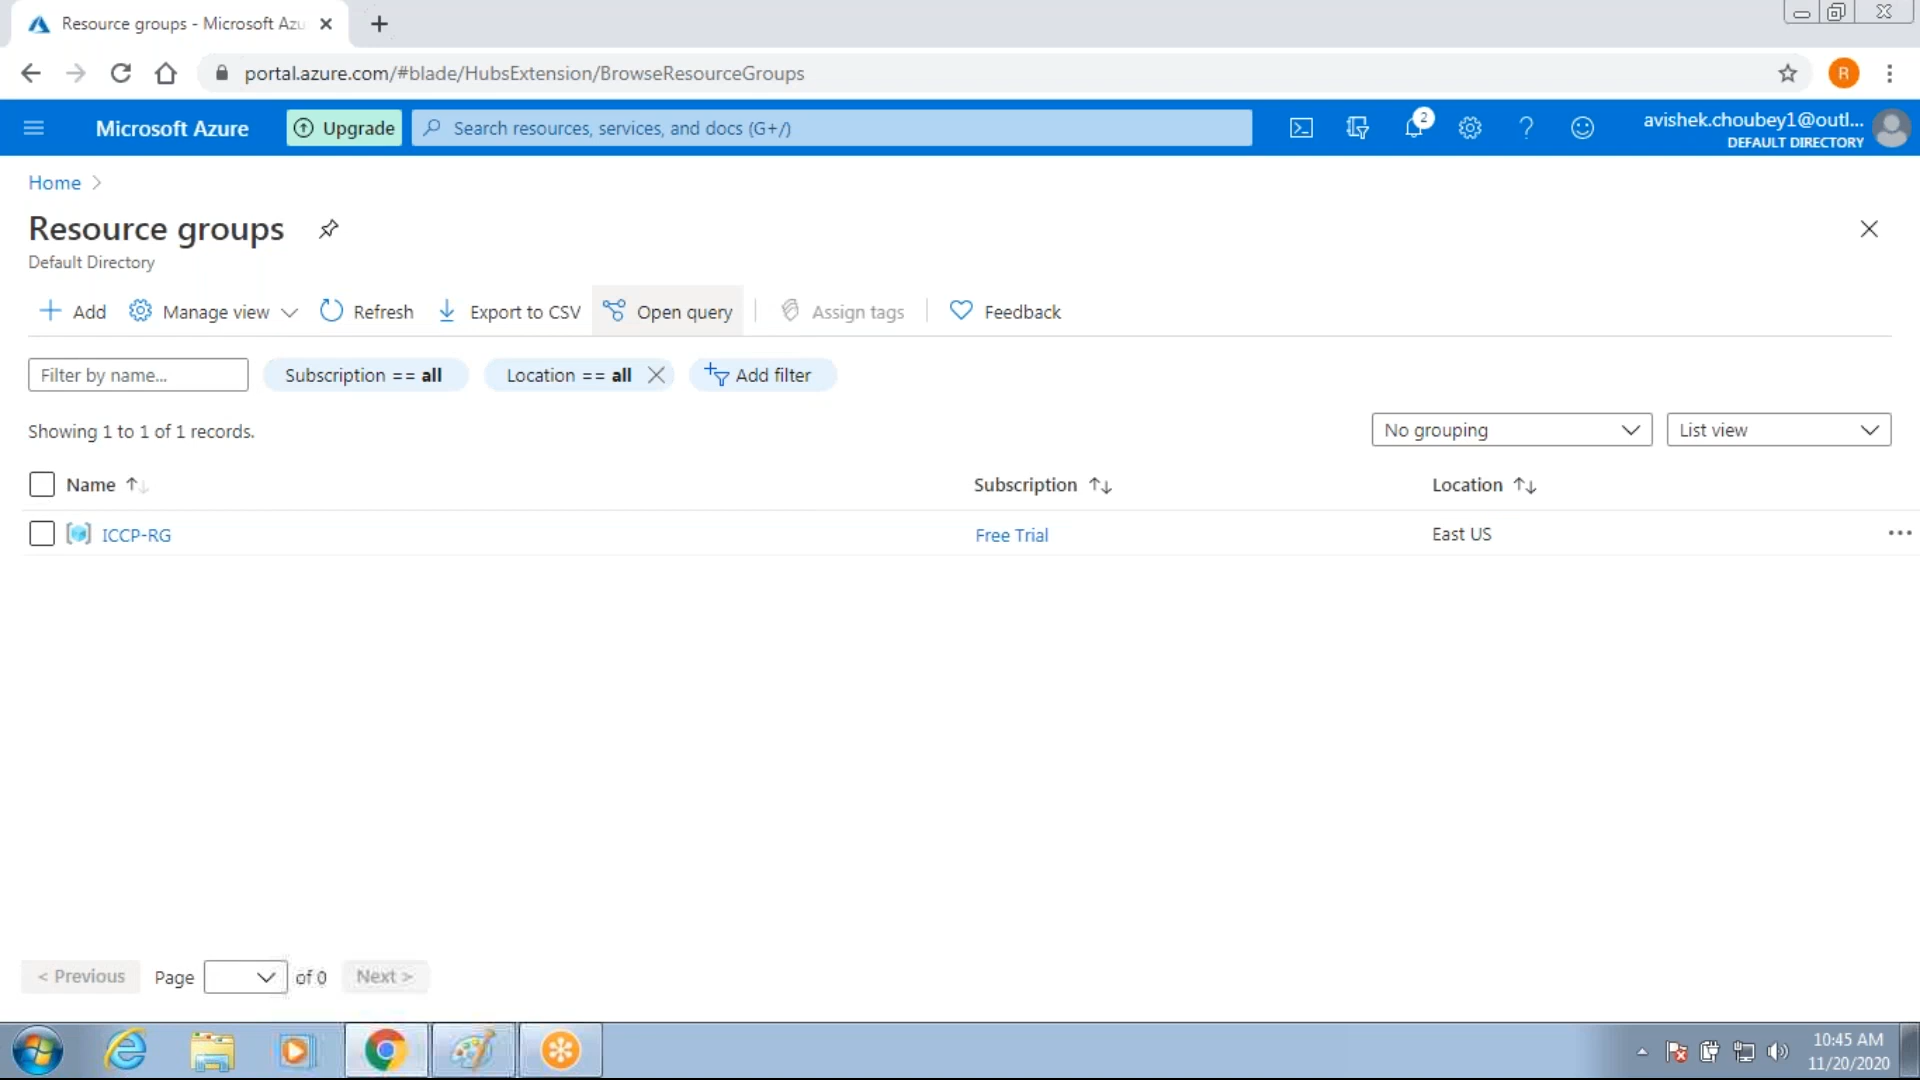 Resource groups - Microsoft Azu
portal.azure.com/#blade/HubsExtension/BrowseResourceGroups
R
Microsoft Azure
Upgrade
Search resources, services, and docs (G+/)
2
avishek.choubey1@outl...
DEFAULT DIRECTORY
Home
Resource groups
Default Directory
Add
Manage view
Refresh
Export to CSV
Open query
Assign tags
Feedback
Filter by name...
Subscription == all
Location == all
Add filter
Showing 1 to 1 of 1 records.
No grouping
List view
Name
Subscription
Location
ICCP-RG
Free Trial
East US
< Previous
Page
of 0
Next >
10:45 AM
11/20/2020